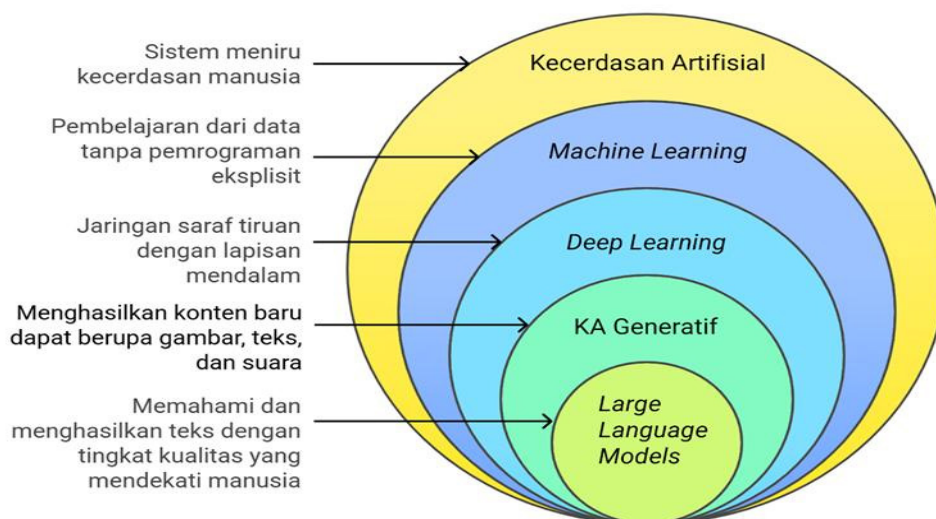 Sistem meniru
kecerdasan manusia
Kecerdasan Artifisial
Pembelajaran dari data
tanpa pemrograman
eksplisit
Machine Learning
Jaringan saraf tiruan
dengan lapisan
mendalam
Deep Learning
Menghasilkan konten baru
dapat berupa gambar, teks,
dan suara
KA Generatif
Memahami dan
menghasilkan teks dengan
tingkat kualitas yang
mendekati manusia
Large
Language
Models